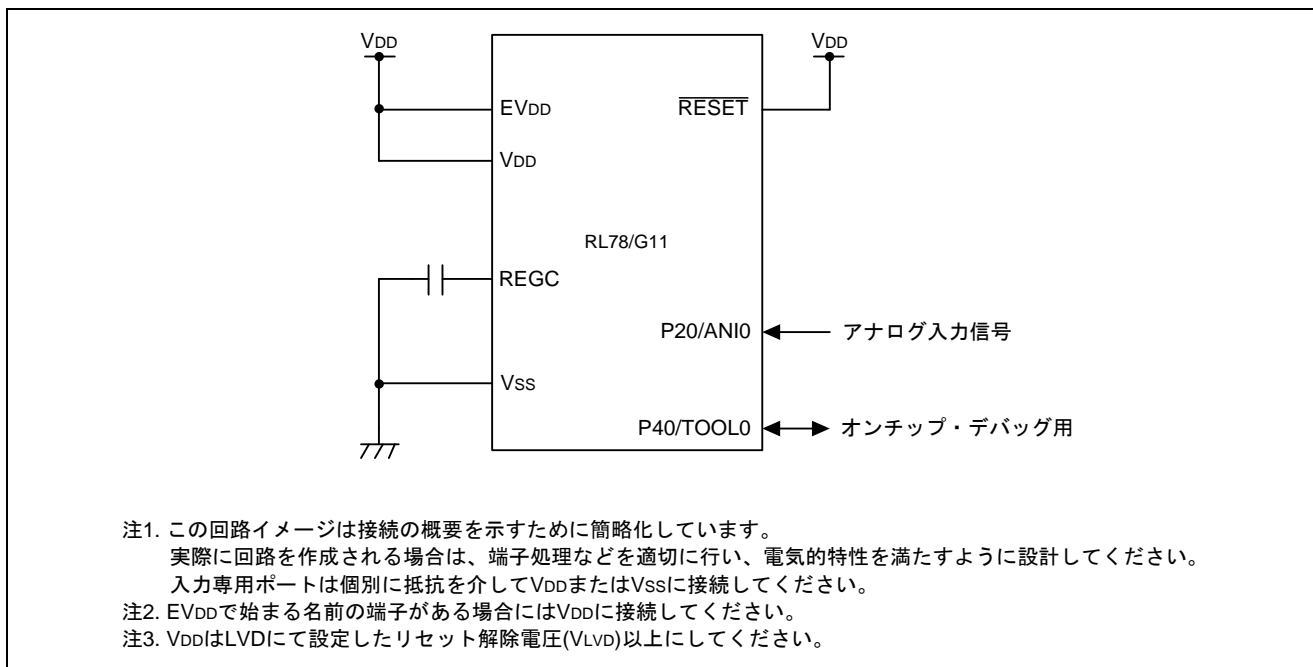 VDD
VDD
EVDD
RESET
VDD
RL78/G11
REGC
P20/ANI0
アナログ入力信号
VSS
P40/TOOL0
オンチップ・デバッグ用
注1. この回路イメージは接続の概要を示すために簡略化しています。
実際に回路を作成される場合は、端子処理などを適切に行い、電気的特性を満たすように設計してください。
入力専用ポートは個別に抵抗を介してVDDまたはVSSに接続してください。
注2. EVDDで始まる名前の端子がある場合にはVDDに接続してください。
注3. VDDはLVDにて設定したリセット解除電圧(VLVD)以上にしてください。